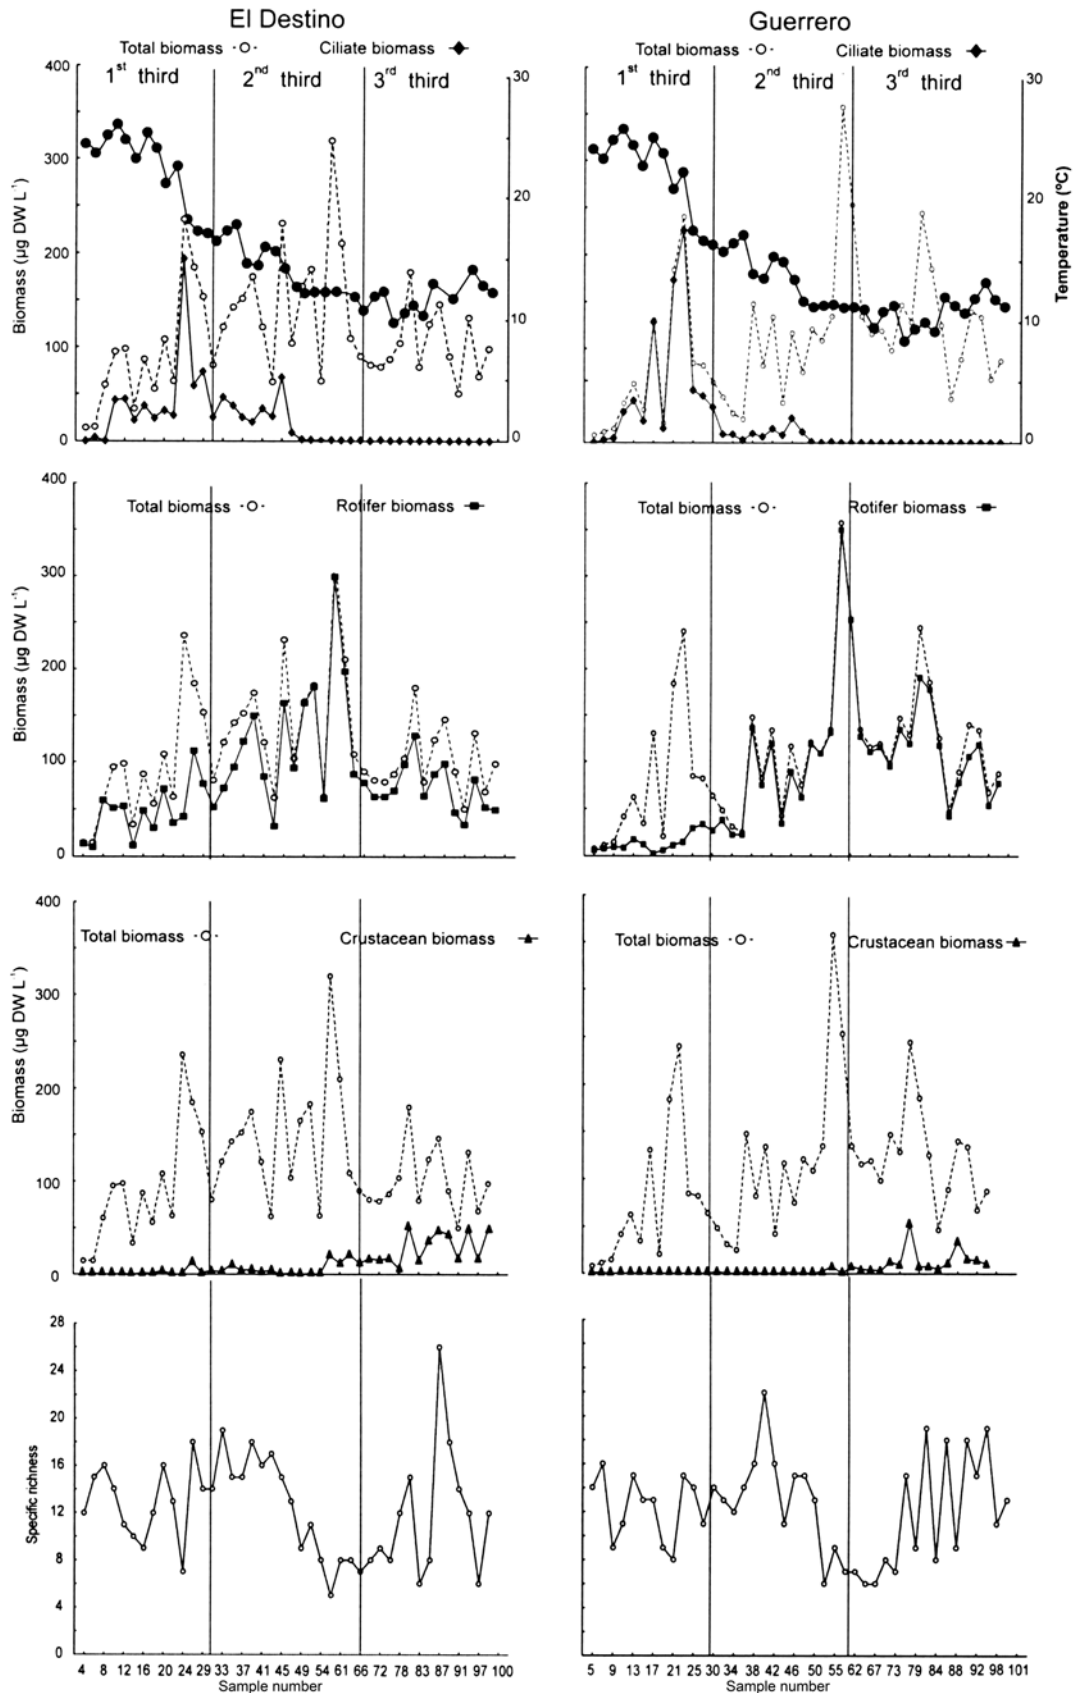 El Destino
Guerrero
Total biomass
Ciliate biomass
Total biomass
Ciliate biomass
1st third
2nd third
3rd third
1st third
2nd third
3rd third
400
300
200
100
0
30
20
10
0
30
20
10
0
Biomass (µg DW L-1)
Temperature (ºC)
Total biomass
Rotifer biomass
Total biomass
Rotifer biomass
400
300
200
100
0
Biomass (µg DW L-1)
Total biomass
Crustacean biomass
Total biomass
Crustacean biomass
400
300
200
100
0
Biomass (µg DW L-1)
28
24
20
16
12
8
4
0
Specific richness
4 8 12 16 20 24 29 33 37 41 45 49 54 61 66 72 78 83 87 91 97 100
5 9 13 17 21 25 30 34 38 42 46 50 55 62 67 73 79 84 88 92 98 101
Sample number
Sample number